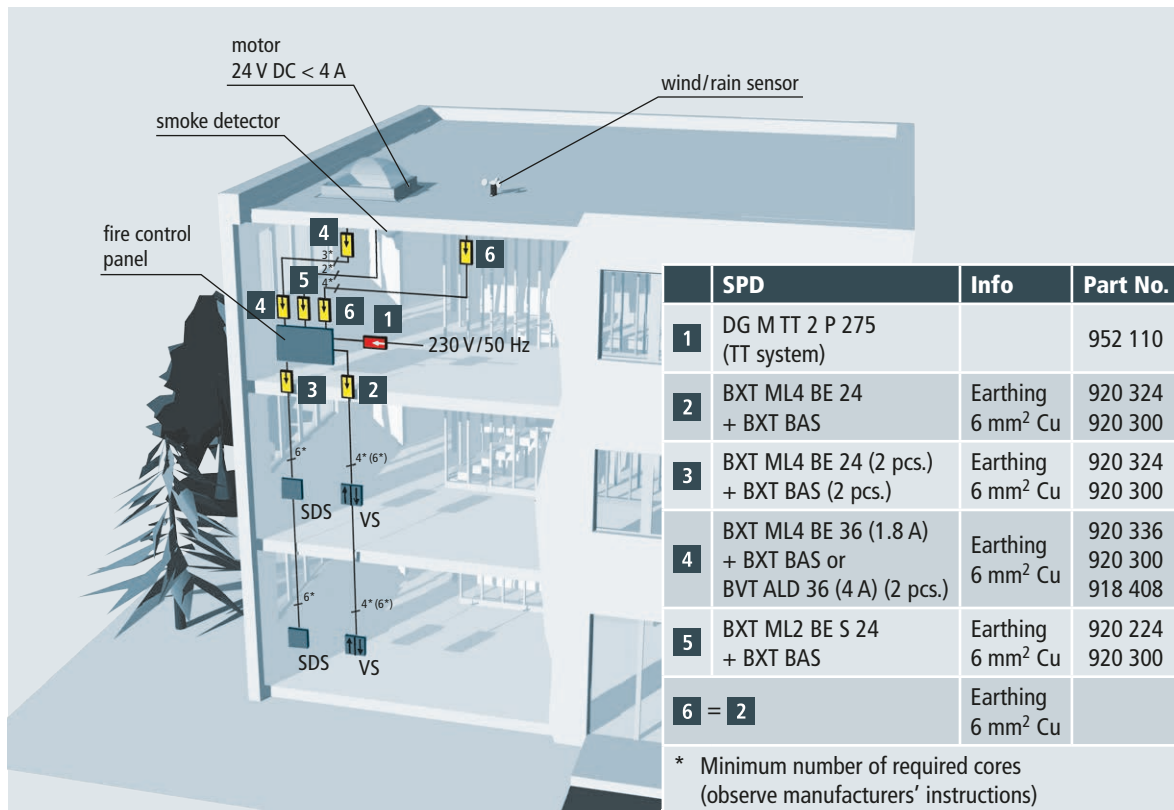 motor
24 V DC < 4 A
wind/rain sensor
smoke detector
fire control
panel
4
3*
2*
4*
6
5
4
6
1
230 V/50 Hz
3
2
6*
4* (6*)
SDS
VS
6*
4* (6*)
SDS
VS
SPD Info Part No.
1 DG M TT 2 P 275
(TT system)
952 110
2 BXT ML4 BE 24
+ BXT BAS
Earthing
6 mm² Cu
920 324
920 300
3 BXT ML4 BE 24 (2 pcs.)
+ BXT BAS (2 pcs.)
Earthing
6 mm² Cu
920 324
920 300
4 BXT ML4 BE 36 (1.8 A)
+ BXT BAS or
BVT ALD 36 (4 A) (2 pcs.)
Earthing
6 mm² Cu
920 336
920 300
918 408
5 BXT ML2 BE S 24
+ BXT BAS
Earthing
6 mm² Cu
920 224
920 300
6 = 2
Earthing
6 mm² Cu
* Minimum number of required cores
(observe manufacturers' instructions)